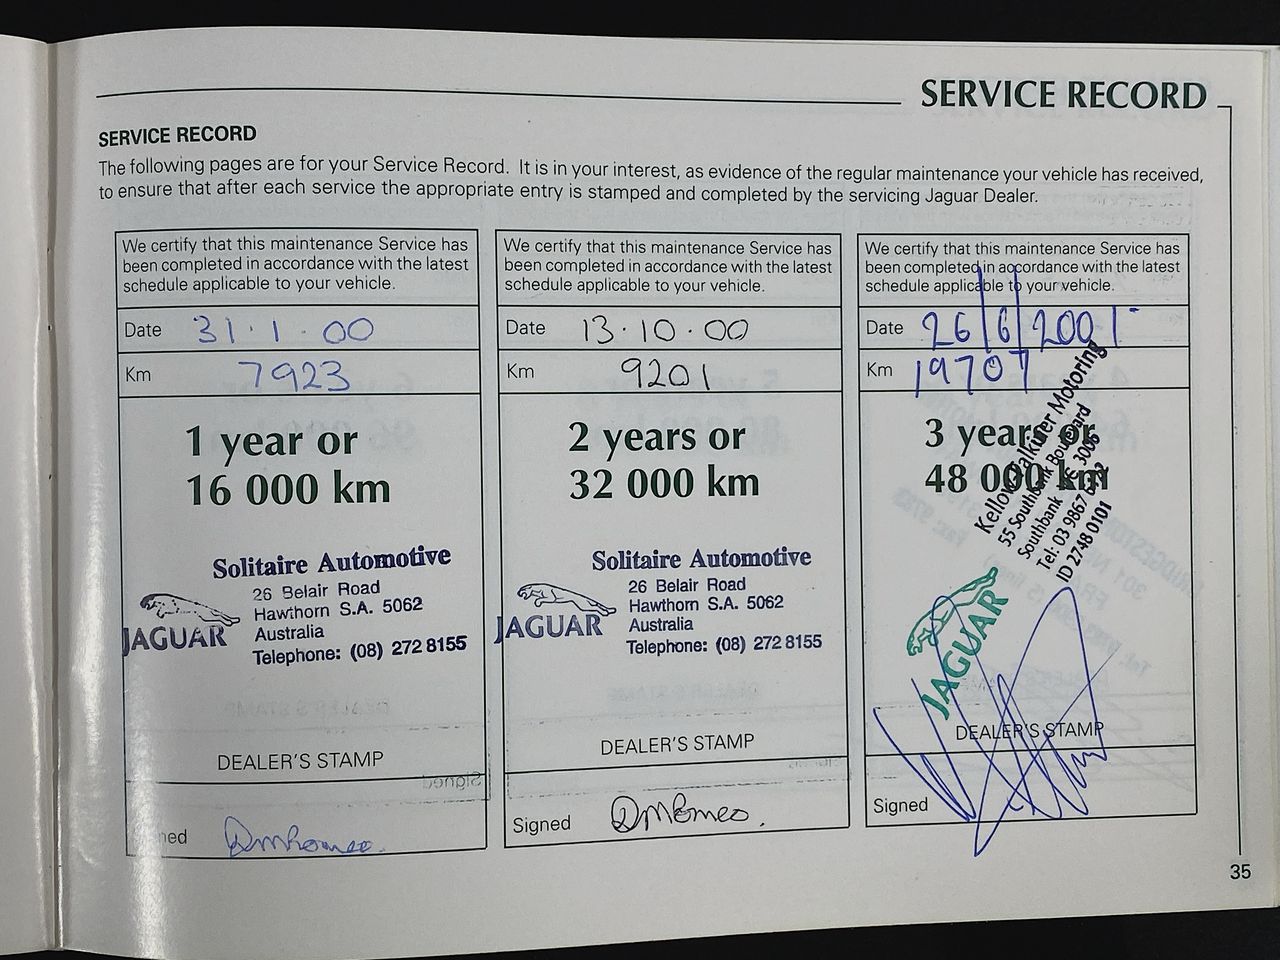 SERVICE RECORD
SERVICE RECORD
The following pages are for your Service Record. It is in your interest, as evidence of the regular maintenance your vehicle has received,
to ensure that after each service the appropriate entry is stamped and completed by the servicing Jaguar Dealer.
We certify that this maintenance Service has
been completed in accordance with the latest
schedule applicable to your vehicle.
Date 31·1·00
Km 7923
1 year or
16 000 km
Solitaire Automotive
26 Belair Road
Hawthorn S.A. 5062
Australia
Telephone: (08) 272 8155
JAGUAR
DEALER'S STAMP
We certify that this maintenance Service has
been completed in accordance with the latest
schedule applicable to your vehicle.
Date 13·10·00
Km 9201
2 years or
32 000 km
Solitaire Automotive
26 Belair Road
Hawthorn S.A. 5062
Australia
Telephone: (08) 272 8155
JAGUAR
DEALER'S STAMP
Signed
We certify that this maintenance Service has
been completed in accordance with the latest
schedule applicable to your vehicle.
Date 26/6/2001
Km 19707
3 years or
48 000 km
Motoring
55 Southbank Boulevard
Southbank 3006
Tel: 03 9867
ID 2748 0101
JAGUAR
DEALER'S STAMP
Signed
35